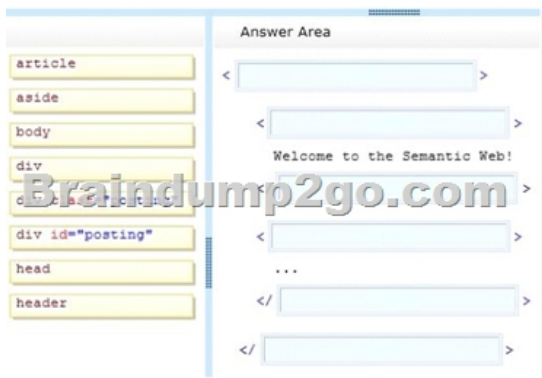 Answer Area
article
aside
body
div
div id="posting"
head
header
<
>
<
>
Welcome to the Semantic Web!
Braindump2go.com
<
>
<
>
...
</
>
</
>